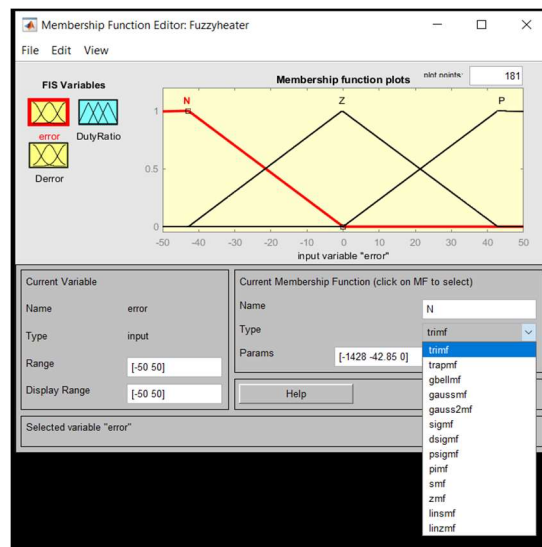 Membership Function Editor: Fuzzyheater
File Edit View
FIS Variables
error DutyRatio
Derror
Membership function plots plot points: 181
N Z P
1
0.5
0
-50 -40 -30 -20 -10 0 10 20 30 40 50
input variable "error"
Current Variable
Name error
Type input
Range [-50 50]
Display Range [-50 50]
Current Membership Function (click on MF to select)
Name N
Type trimf
Params [-1428 -42.85 0]
trimf
trapmf
gbellmf
gaussmf
gauss2mf
sigmf
dsigmf
psigmf
pimf
smf
zmf
linsmf
linzmf
Help
Selected variable "error"